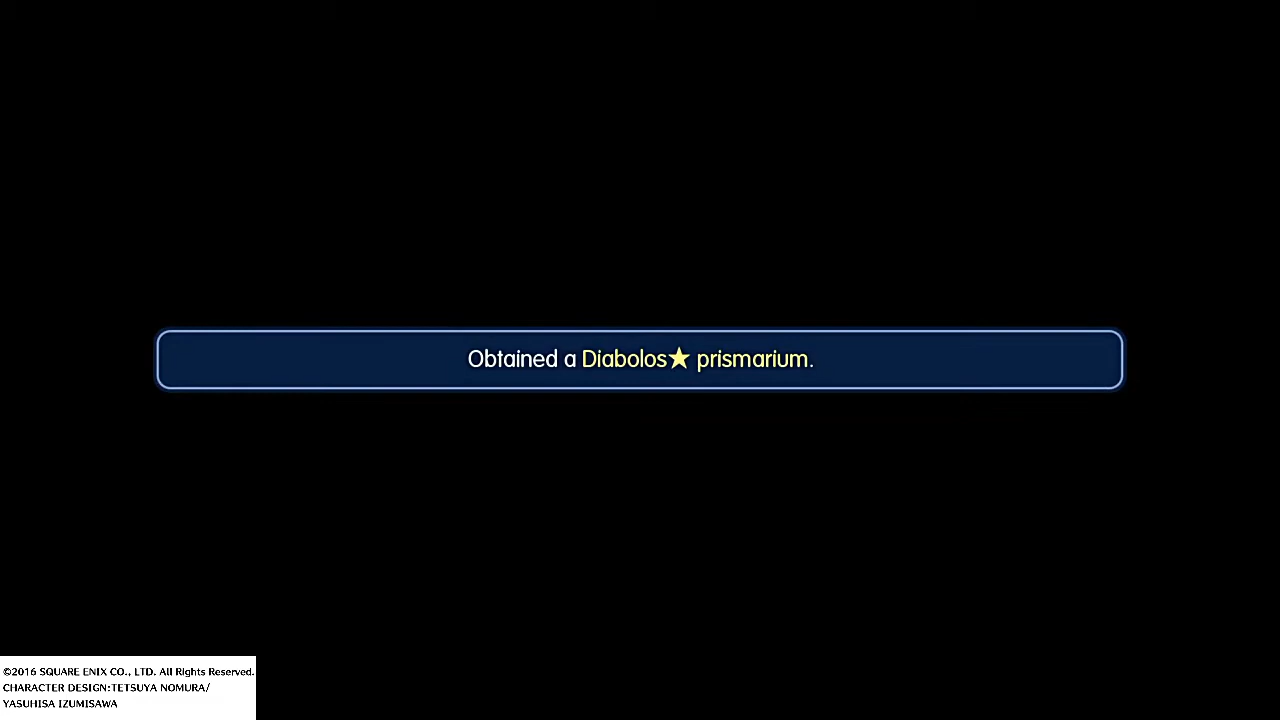 Obtained a Diabolos★ prismarium.
©2016 SQUARE ENIX CO., LTD. All Rights Reserved.
CHARACTER DESIGN:TETSUYA NOMURA/
YASUHISA IZUMISAWA